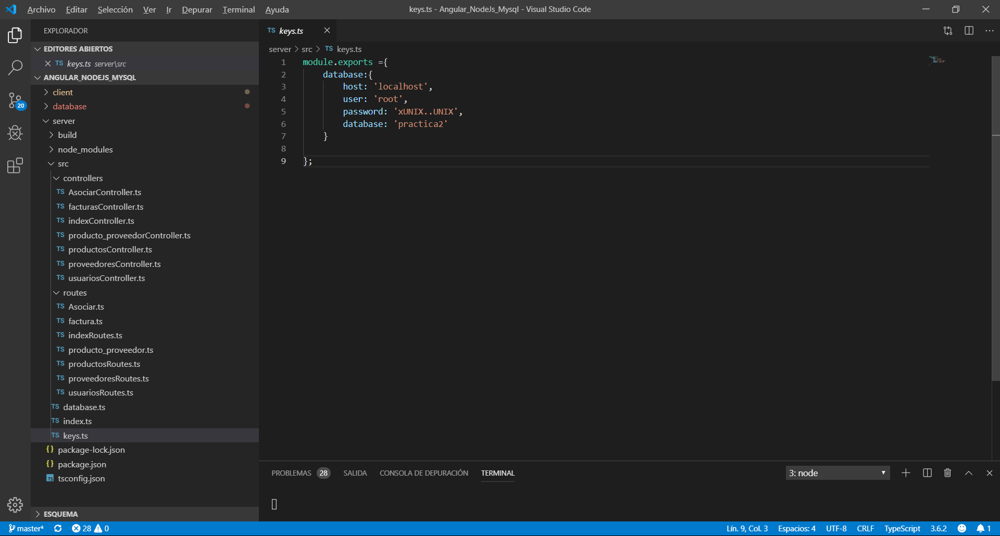 Archivo Editar Selección Ver Ir Depurar Terminal Ayuda
keys.ts - Angular_NodeJs_Mysql - Visual Studio Code
EXPLORADOR
EDITORES ABIERTOS
TS keys.ts server\src
ANGULAR_NODEJS_MYSQL
client
database
server
build
node_modules
src
controllers
TS AsociarController.ts
TS facturasController.ts
TS indexController.ts
TS producto_proveedorController.ts
TS productosController.ts
TS proveedoresController.ts
TS usuariosController.ts
routes
TS Asociar.ts
TS factura.ts
TS indexRoutes.ts
TS producto_proveedor.ts
TS productosRoutes.ts
TS proveedoresRoutes.ts
TS usuariosRoutes.ts
TS database.ts
TS index.ts
TS keys.ts
{} package-lock.json
{} package.json
TS tsconfig.json
ESQUEMA
20
TS keys.ts
server > src > TS keys.ts
1 module.exports ={
2 database:{
3 host: 'localhost',
4 user: 'root',
5 password: 'xUNIX..UNIX',
6 database: 'practica2'
7 }
8
9 };
PROBLEMAS 28 SALIDA CONSOLA DE DEPURACIÓN TERMINAL
3: node
master* 28 0
Lín. 9, Col. 3 Espacios: 4 UTF-8 CRLF TypeScript 3.6.2 1